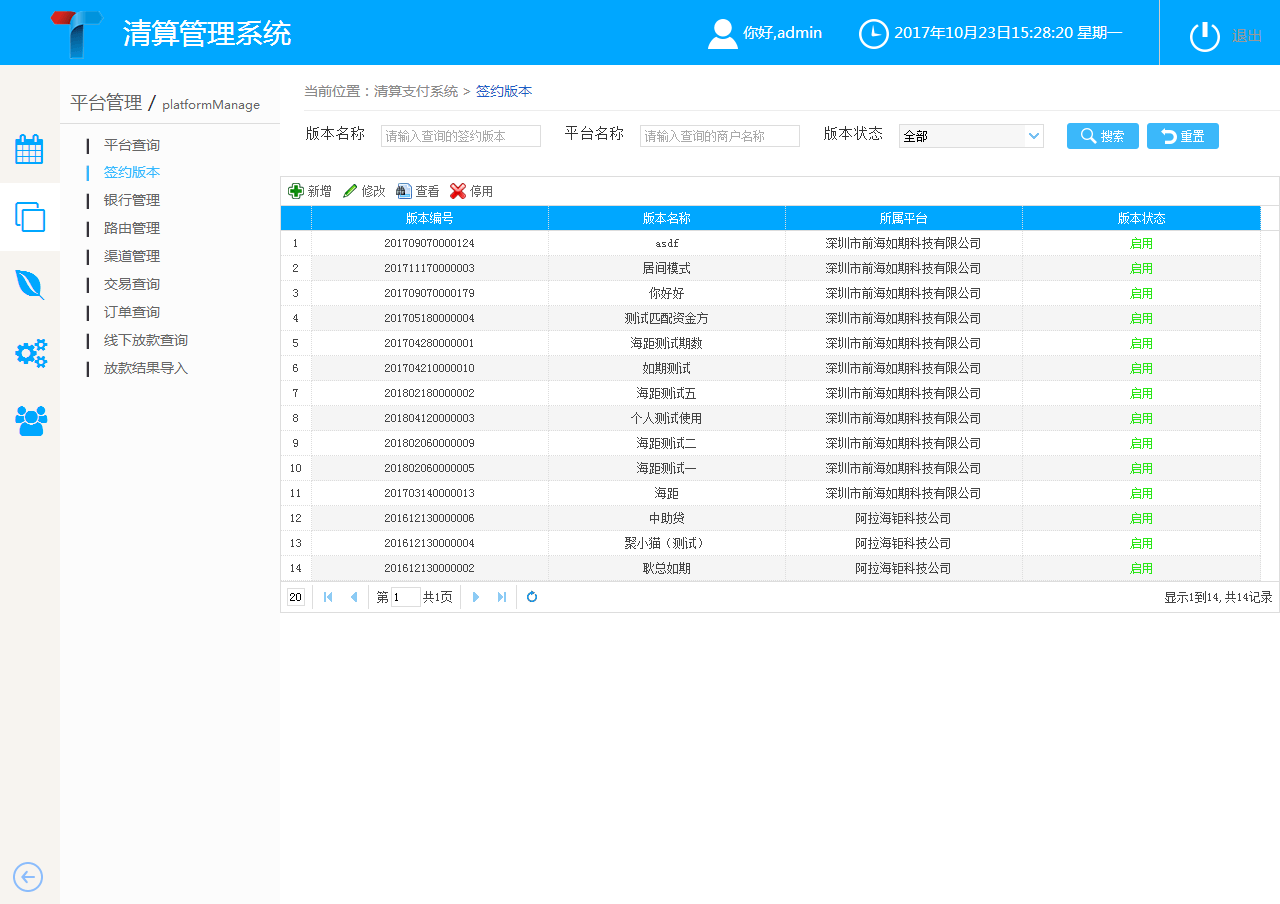 清算管理系统
你好,admin
2017年10月23日15:28:20 星期一
退出
平台管理 / platformManage
平台查询
签约版本
银行管理
路由管理
渠道管理
交易查询
订单查询
线下放款查询
放款结果导入
当前位置：清算支付系统 > 签约版本
版本名称 请输入查询的签约版本 平台名称 请输入查询的商户名称 版本状态 全部 搜索 重置
新增 修改 查看 停用
版本编号 版本名称 所属平台 版本状态
1 201709070000124 asdf 深圳市前海如期科技有限公司 启用
2 201711170000003 居间模式 深圳市前海如期科技有限公司 启用
3 201709070000179 你好好 深圳市前海如期科技有限公司 启用
4 201705180000004 测试匹配资金方 深圳市前海如期科技有限公司 启用
5 201704280000001 海距测试期数 深圳市前海如期科技有限公司 启用
6 201704210000010 如期测试 深圳市前海如期科技有限公司 启用
7 201802180000002 海距测试五 深圳市前海如期科技有限公司 启用
8 201804120000003 个人测试使用 深圳市前海如期科技有限公司 启用
9 201802060000009 海距测试二 深圳市前海如期科技有限公司 启用
10 201802060000005 海距测试一 深圳市前海如期科技有限公司 启用
11 201703140000013 海距 深圳市前海如期科技有限公司 启用
12 201612130000006 中助贷 阿拉海钜科技公司 启用
13 201612130000004 聚小猫（测试） 阿拉海钜科技公司 启用
14 201612130000002 耿总如期 阿拉海钜科技公司 启用
20 第 1 共1页 显示1到14,共14记录